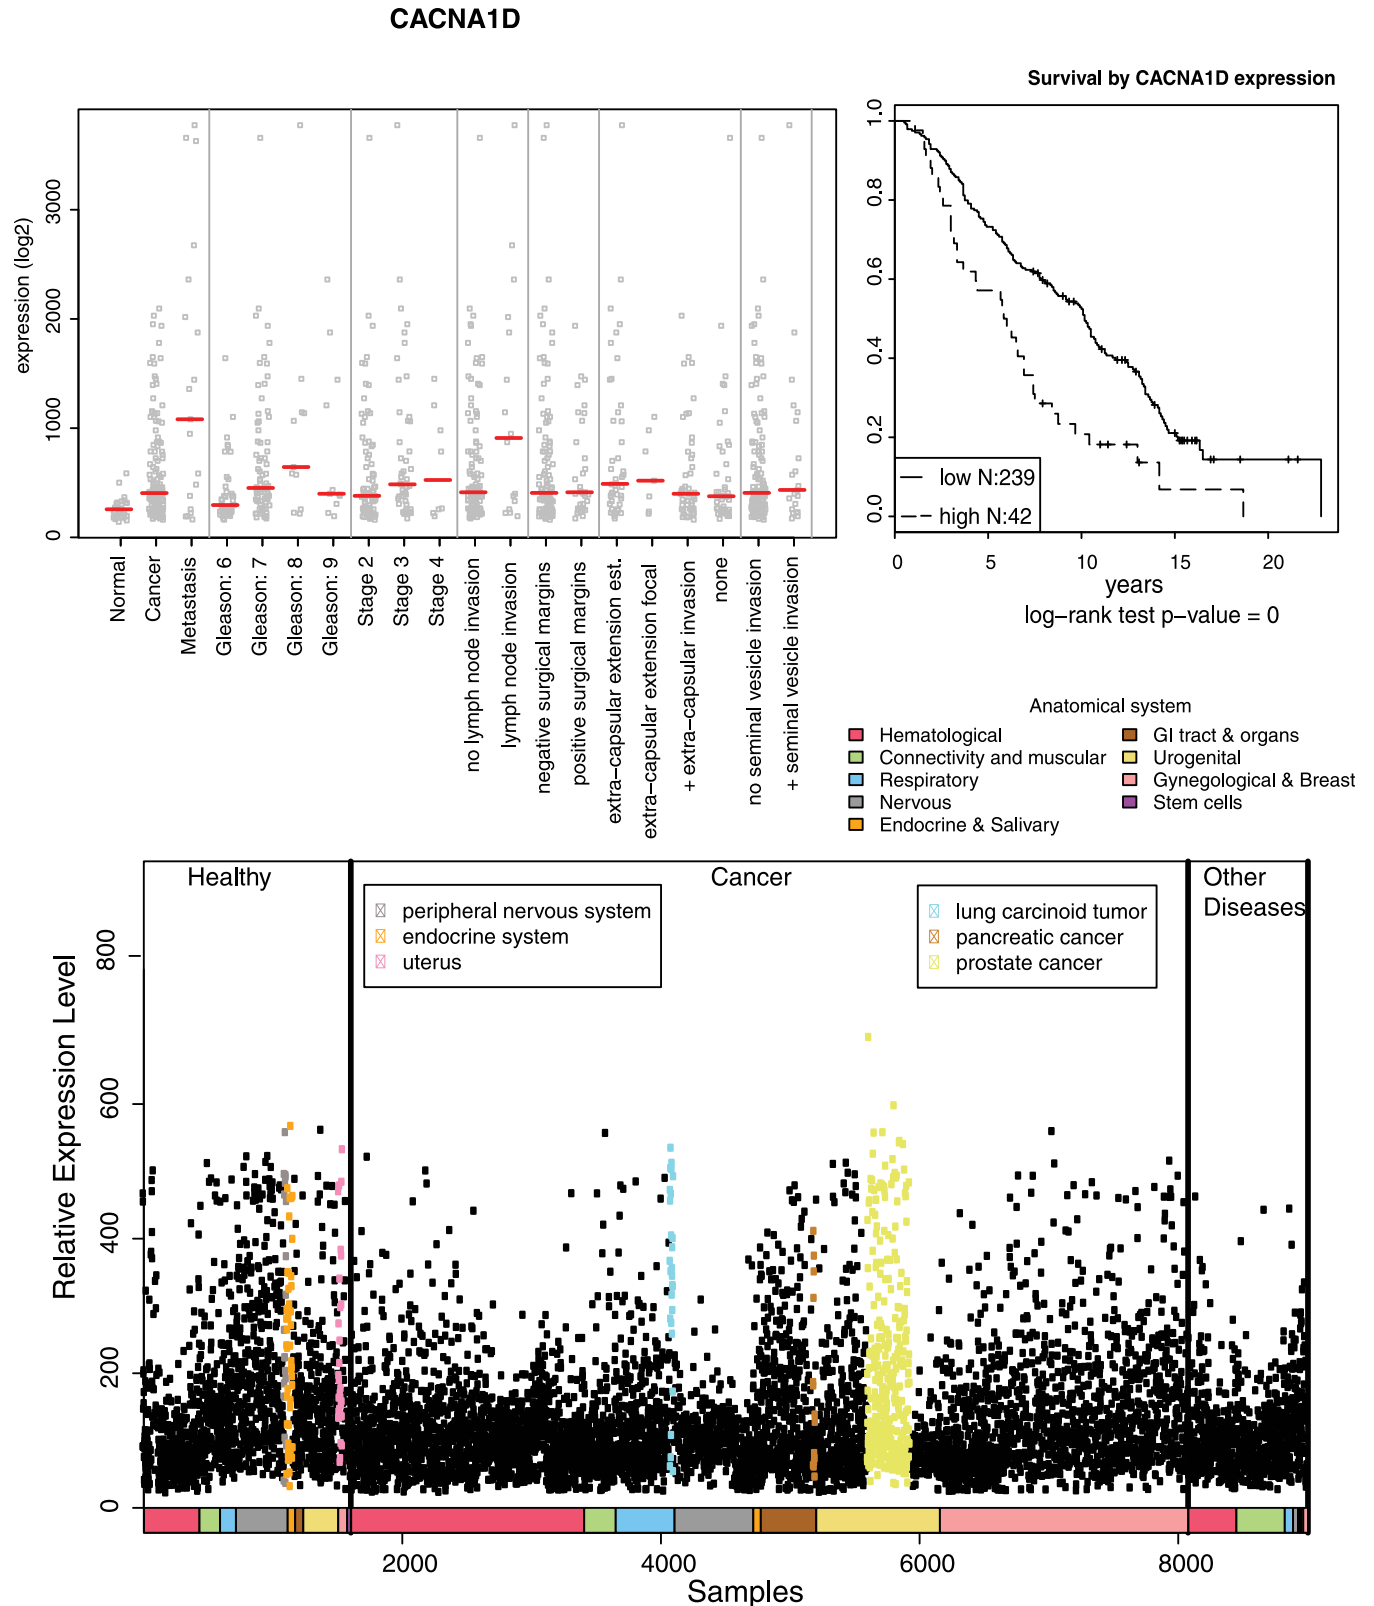 CACNA1D
expression (log2)
0
1000
2000
3000
Normal
Cancer
Metastasis
Gleason: 6
Gleason: 7
Gleason: 8
Gleason: 9
Stage 2
Stage 3
Stage 4
no lymph node invasion
lymph node invasion
negative surgical margins
positive surgical margins
extra−capsular extension est.
extra−capsular extension focal
+ extra−capsular invasion
none
no seminal vesicle invasion
+ seminal vesicle invasion
Survival by CACNA1D expression
1.0
0.8
0.6
0.4
0.2
0.0
low N:239
high N:42
0
5
10
15
20
years
log−rank test p−value = 0
Anatomical system
Hematological
Connectivity and muscular
Respiratory
Nervous
Endocrine & Salivary
GI tract & organs
Urogenital
Gynegological & Breast
Stem cells
Healthy
Cancer
Other
Diseases
peripheral nervous system
endocrine system
uterus
lung carcinoid tumor
pancreatic cancer
prostate cancer
Relative Expression Level
800
600
400
200
0
2000
4000
6000
8000
Samples